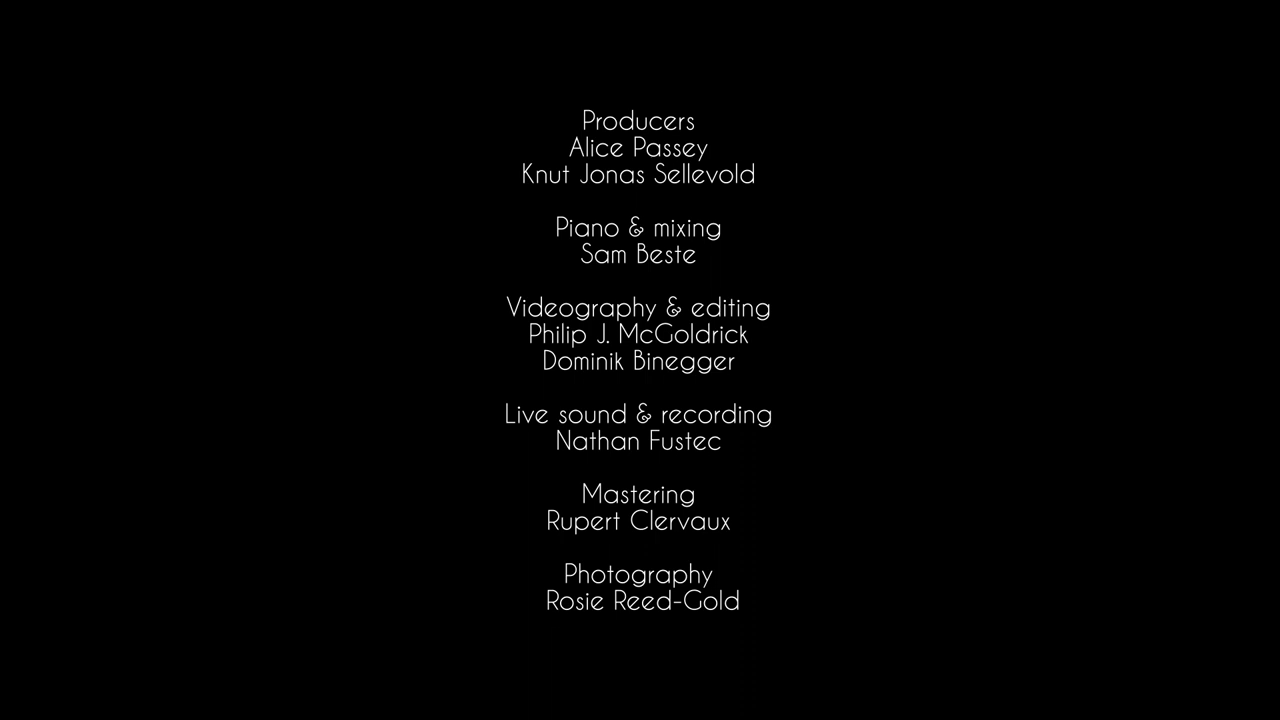 Producers
Alice Passey
Knut Jonas Sellevold
Piano & mixing
Sam Beste
Videography & editing
Philip J. McGoldrick
Dominik Binegger
Live sound & recording
Nathan Fustec
Mastering
Rupert Clervaux
Photography
Rosie Reed-Gold